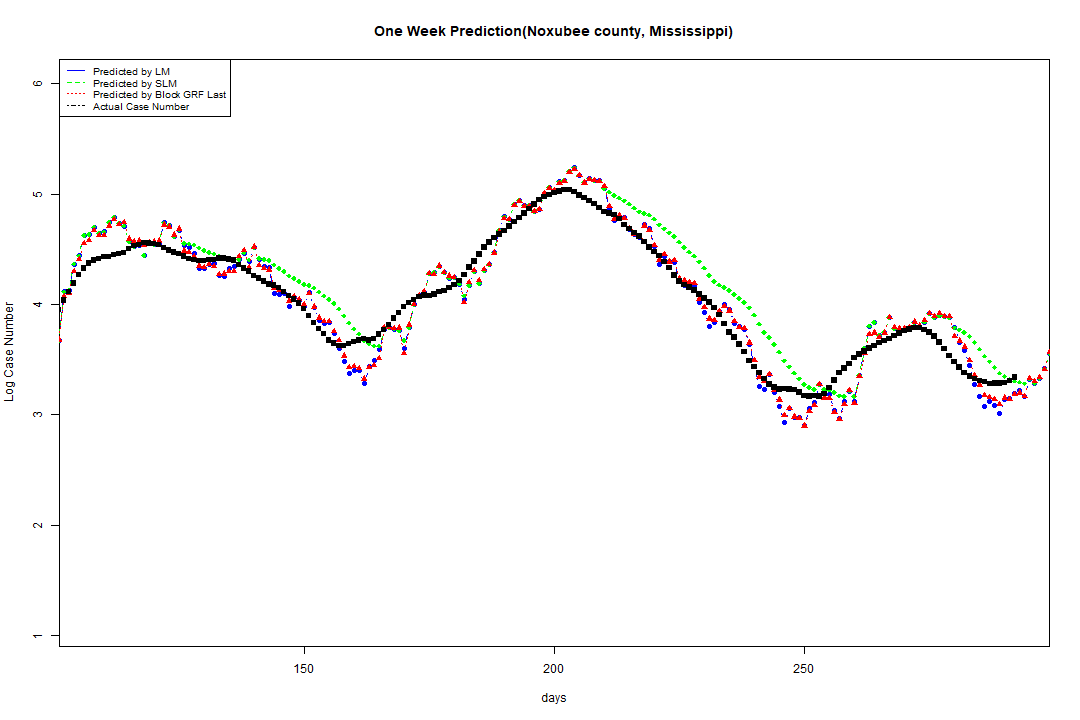 One Week Prediction(Noxubee county, Mississippi)
Predicted by LM
Predicted by SLM
Predicted by Block GRF Last
Actual Case Number
6
5
4
3
2
1
Log Case Number
150 200 250
days